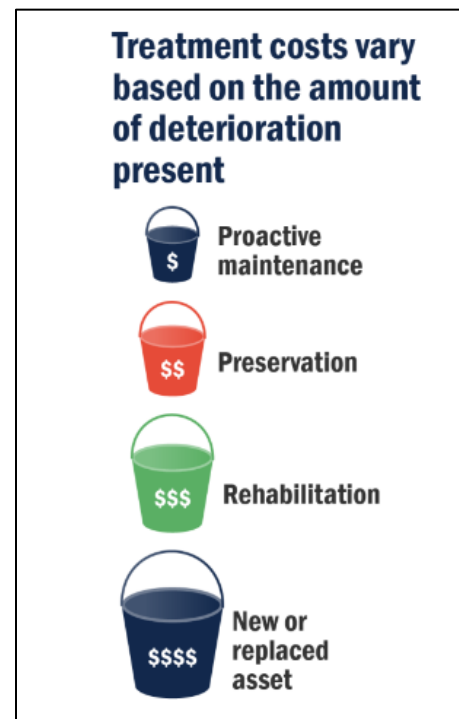 Treatment costs vary
based on the amount
of deterioration
present
$
Proactive
maintenance
$$
Preservation
$$$
Rehabilitation
$$$$
New or
replaced
asset